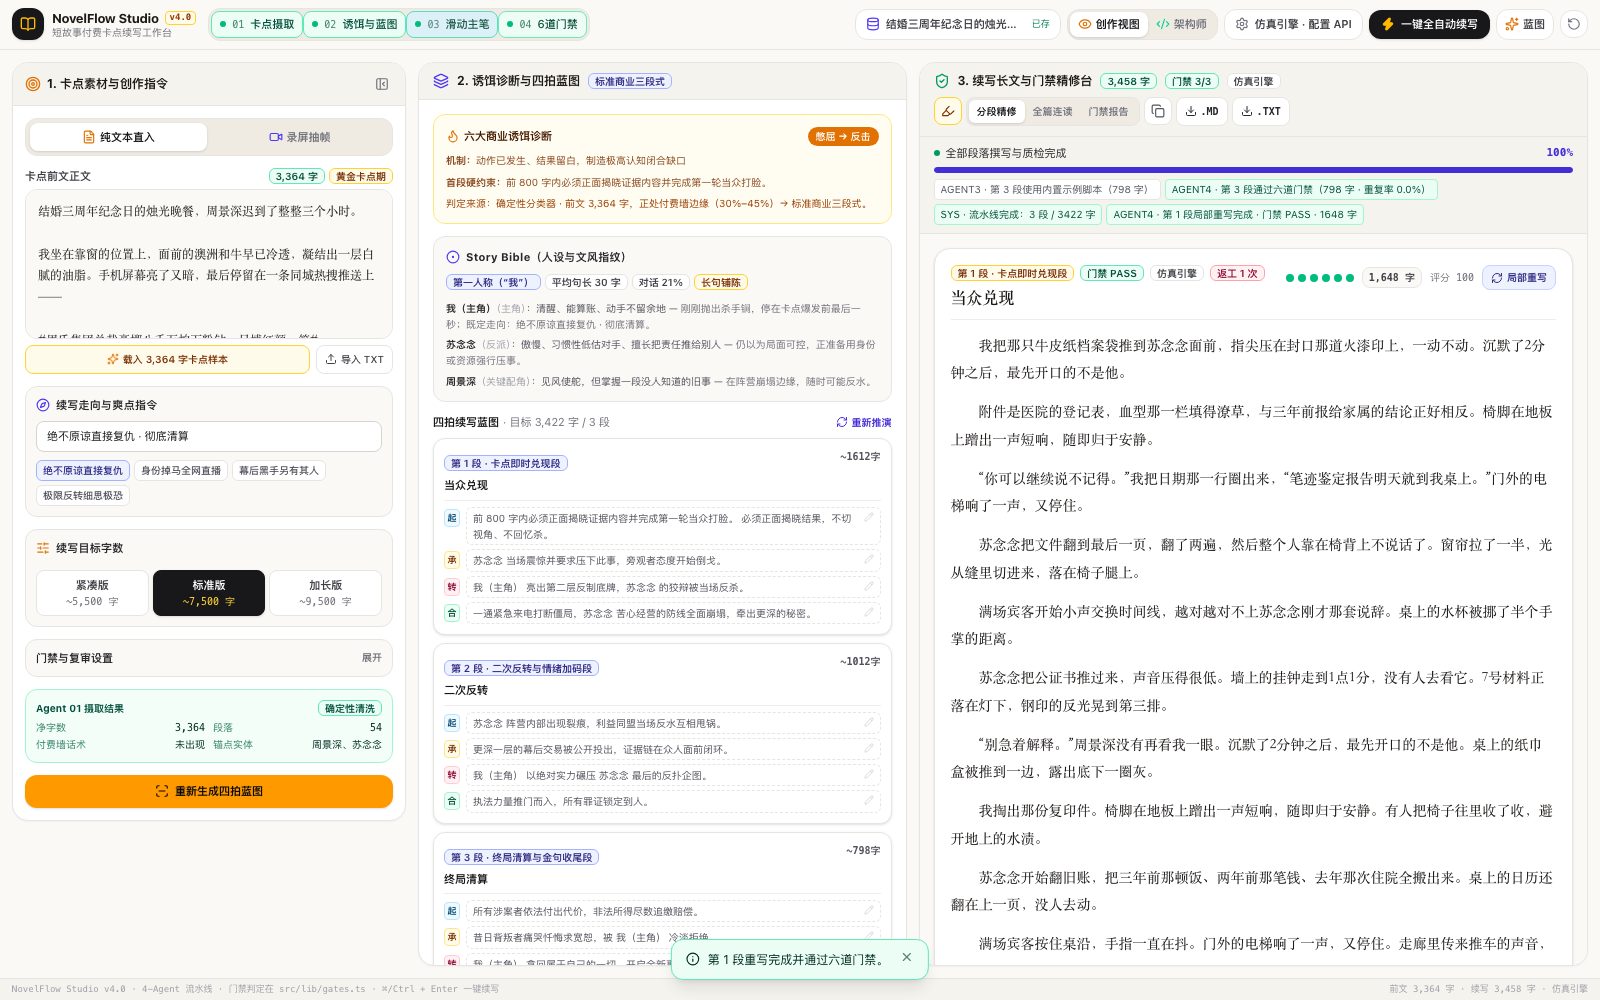 NovelFlow Studio v4.0
短故事付费卡点续写工作台
01 卡点摄取
02 诱饵与蓝图
03 滑动主笔
04 6道门禁
结婚三周年纪念日的烛光... 已存
创作视图
架构师
仿真引擎 · 配置 API
一键全自动续写
蓝图
1. 卡点素材与创作指令
纯文本直入
录屏抽帧
卡点前文正文
3,364 字
黄金卡点期
结婚三周年纪念日的烛光晚餐，周景深迟到了整整三个小时。
我坐在靠窗的位置上，面前的澳洲和牛早已冷透，凝结出一层白
腻的油脂。手机屏幕亮了又暗，最后停留在一条同城热搜推送上
——
载入 3,364 字卡点样本
导入 TXT
续写走向与爽点指令
绝不原谅直接复仇 · 彻底清算
绝不原谅直接复仇
身份掉马全网直播
幕后黑手另有其人
极限反转细思极恐
续写目标字数
紧凑版
~5,500 字
标准版
~7,500 字
加长版
~9,500 字
门禁与复审设置
展开
Agent 01 摄取结果
确定性清洗
净字数 3,364 段落 54
付费墙话术 未出现 锚点实体 周景深、苏念念
重新生成四拍蓝图
2. 诱饵诊断与四拍蓝图
标准商业三段式
六大商业诱饵诊断
憋屈 → 反击
机制：动作已发生、结果留白，制造极高认知闭合缺口
首段硬约束：前 800 字内必须正面揭晓证据内容并完成第一轮当众打脸。
判定来源：确定性分类器 · 前文 3,364 字，正处付费墙边缘（30%–45%）→ 标准商业三段式。
Story Bible（人设与文风指纹）
第一人称（“我”）
平均句长 30 字
对话 21%
长句铺陈
我（主角）（主角）：清醒、能算账、动手不留余地 — 刚刚抛出杀手锏，停在卡点爆发前最后一
秒；既定走向：绝不原谅直接复仇 · 彻底清算。
苏念念（反派）：傲慢、习惯性低估对手、擅长把责任推给别人 — 仍以为局面可控，正准备用身份
或资源强行压事。
周景深（关键配角）：见风使舵，但掌握一段没人知道的旧事 — 在阵营崩塌边缘，随时可能反水。
四拍续写蓝图 · 目标 3,422 字 / 3 段
重新推演
第 1 段 · 卡点即时兑现段
~1612字
当众兑现
起 前 800 字内必须正面揭晓证据内容并完成第一轮当众打脸。 必须正面揭晓结果，不切
视角、不回忆杀。
承 苏念念 当场震惊并要求压下此事，旁观者态度开始倒戈。
转 我（主角） 亮出第二层反制底牌，苏念念 的狡辩被当场反杀。
合 一通紧急来电打断僵局，苏念念 苦心经营的防线全面崩塌，牵出更深的秘密。
第 2 段 · 二次反转与情绪加码段
~1012字
二次反转
起 苏念念 阵营内部出现裂痕，利益同盟当场反水互相甩锅。
承 更深一层的幕后交易被公开投出，证据链在众人面前闭环。
转 我（主角） 以绝对实力碾压 苏念念 最后的反扑企图。
合 执法力量推门而入，所有罪证锁定到人。
第 3 段 · 终局清算与金句收尾段
~798字
终局清算
起 所有涉案者依法付出代价，非法所得尽数追缴赔偿。
承 昔日背叛者痛哭忏悔求宽恕，被 我（主角）
3. 续写长文与门禁精修台
3,458 字
门禁 3/3
仿真引擎
分段精修
全篇连读
门禁报告
.MD
.TXT
全部段落撰写与质检完成
100%
AGENT3 · 第 3 段使用内置示例脚本（798 字）
AGENT4 · 第 3 段通过六道门禁（798 字 · 重复率 0.0%）
SYS · 流水线完成：3 段 / 3422 字
AGENT4 · 第 1 段局部重写完成 · 门禁 PASS · 1648 字
第 1 段 · 卡点即时兑现段
门禁 PASS
仿真引擎
返工 1 次
1,648 字
评分 100
局部重写
当众兑现
我把那只牛皮纸档案袋推到苏念念面前，指尖压在封口那道火漆印上，一动不动。沉默了2分
钟之后，最先开口的不是他。
附件是医院的登记表，血型那一栏填得潦草，与三年前报给家属的结论正好相反。椅脚在地板
上蹭出一声短响，随即归于安静。
“你可以继续说不记得。”我把日期那一行圈出来，“笔迹鉴定报告明天就到我桌上。”门外的电
梯响了一声，又停住。
苏念念把文件翻到最后一页，翻了两遍，然后整个人靠在椅背上不说话了。窗帘拉了一半，光
从缝里切进来，落在椅子腿上。
满场宾客开始小声交换时间线，越对越对不上苏念念刚才那套说辞。桌上的水杯被挪了半个手
掌的距离。
苏念念把公证书推过来，声音压得很低。墙上的挂钟走到1点1分，没有人去看它。7号材料正
落在灯下，钢印的反光晃到第三排。
“别急着解释。”周景深没有再看我一眼。沉默了2分钟之后，最先开口的不是他。桌上的纸巾
盒被推到一边，露出底下一圈灰。
我掏出那份复印件。椅脚在地板上蹭出一声短响，随即归于安静。有人把椅子往里收了收，避
开地上的水渍。
苏念念开始翻旧账，把三年前那顿饭、两年前那笔钱、去年那次住院全搬出来。桌上的日历还
翻在上一页，没人去动。
满场宾客按住桌沿，手指一直在抖。门外的电梯响了一声，又停住。走廊里传来推车的声音，
第 1 段重写完成并通过六道门禁。
NovelFlow Studio v4.0 · 4-Agent 流水线 · 门禁判定在 src/lib/gates.ts · ⌘/Ctrl + Enter 一键续写
前文 3,364 字 · 续写 3,458 字 · 仿真引擎